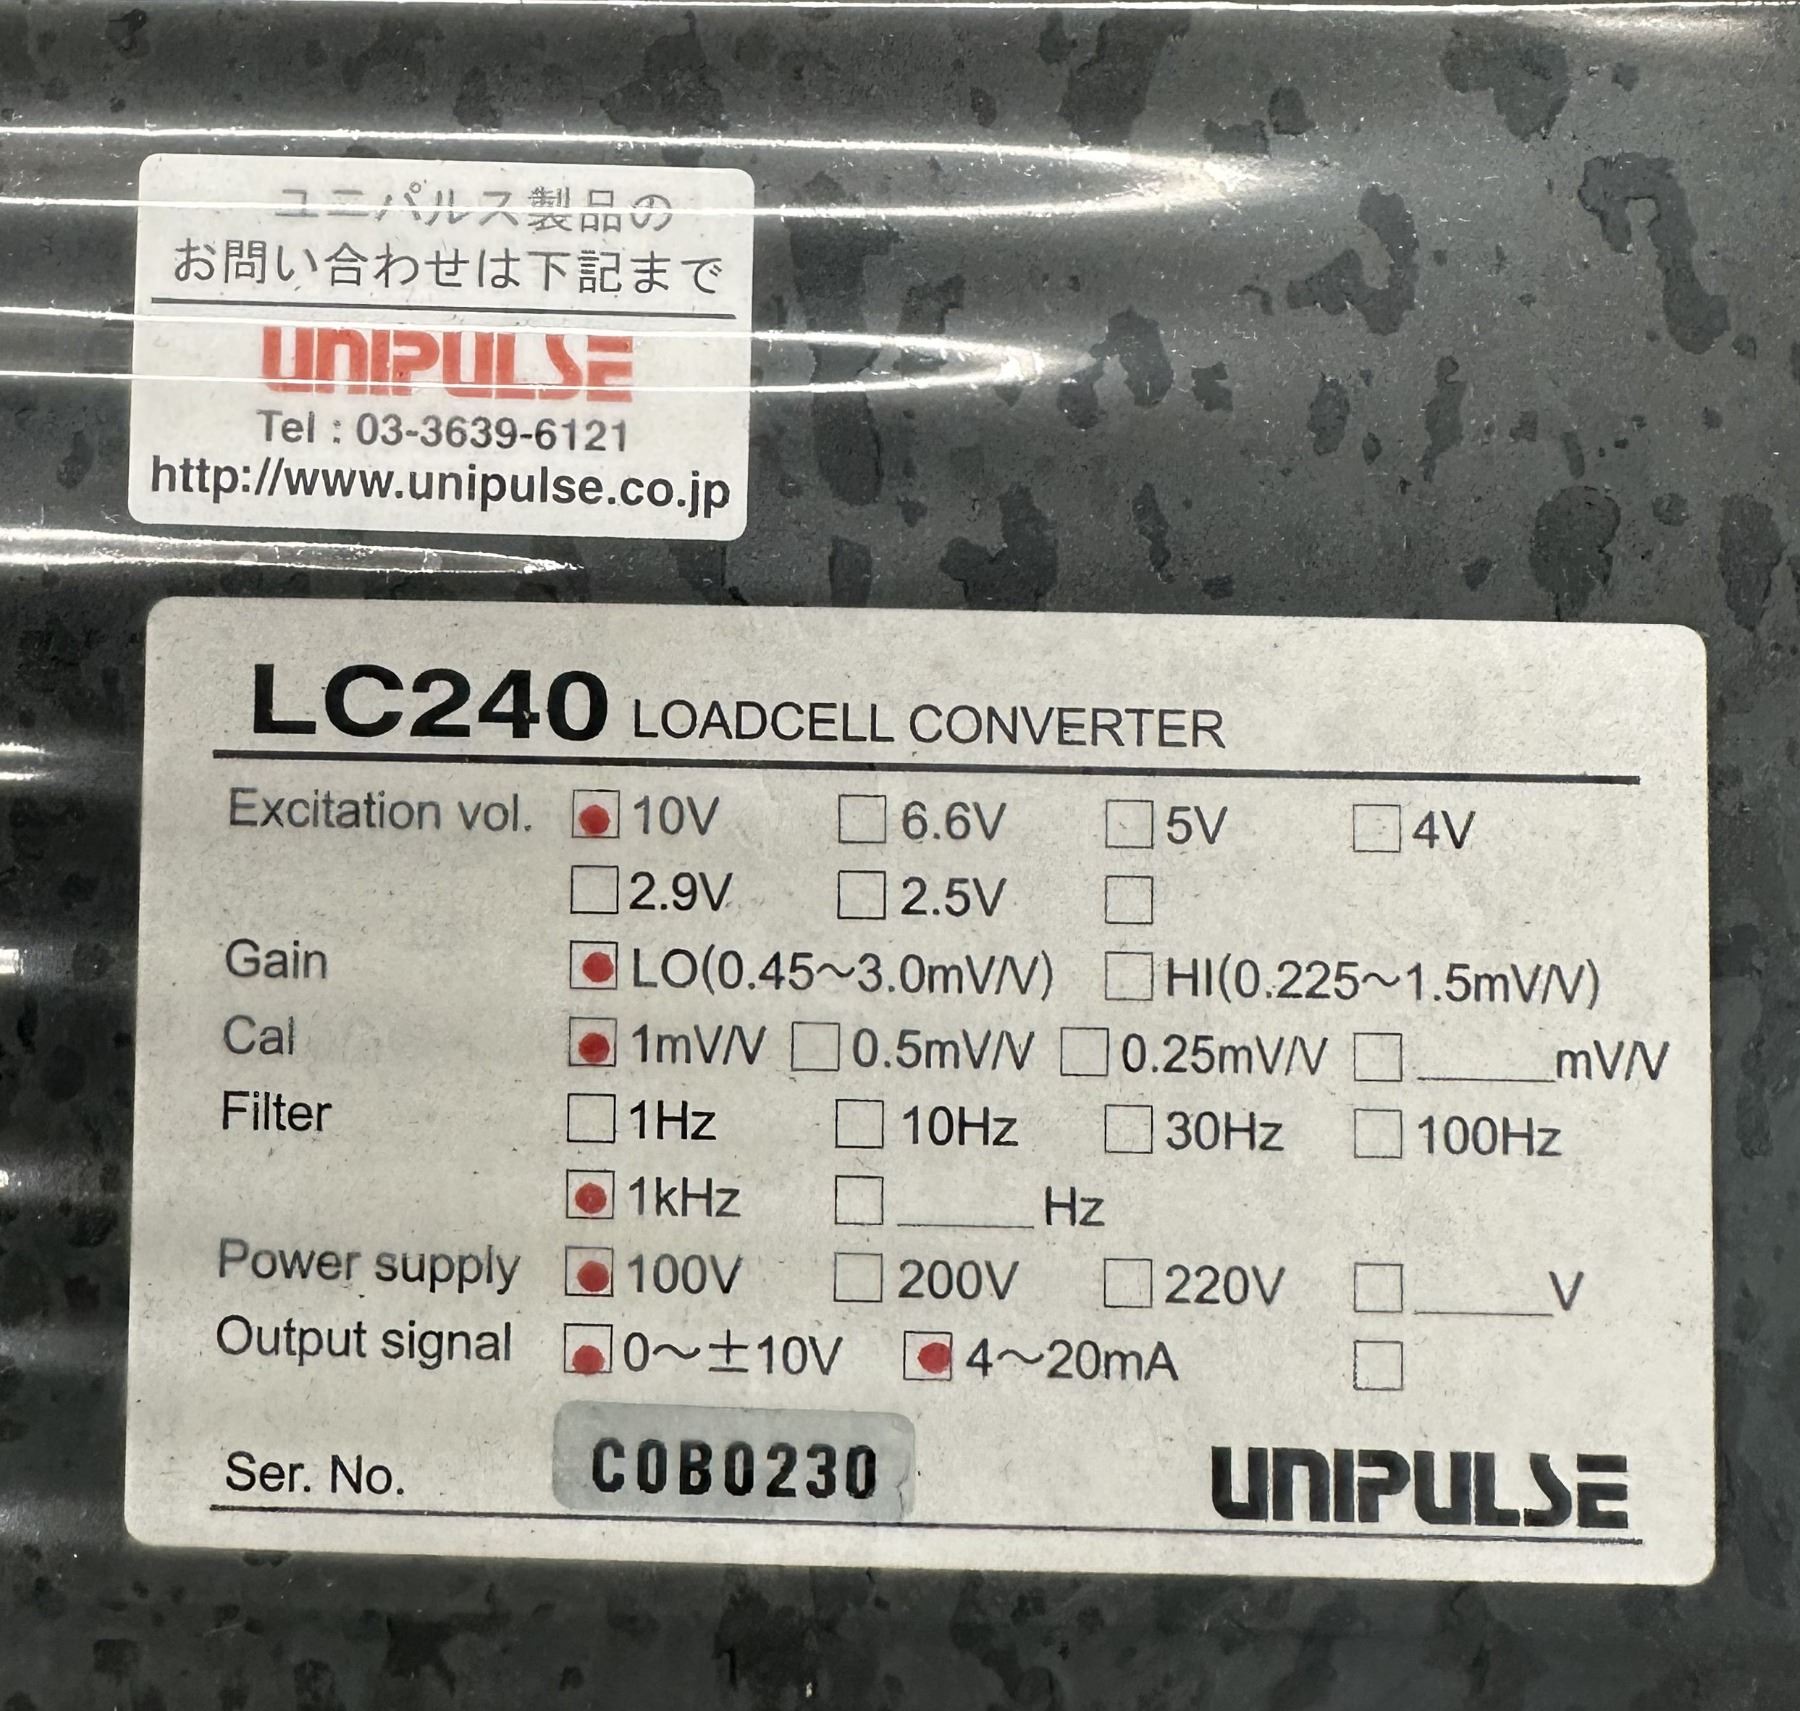 ユニパルス製品の
お問い合わせは下記まで
UNIPULSE
Tel : 03-3639-6121
http://www.unipulse.co.jp
LC240 LOADCELL CONVERTER
Excitation vol. 10V 6.6V 5V 4V
2.9V 2.5V
Gain LO(0.45～3.0mV/V) HI(0.225～1.5mV/V)
Cal 1mV/V 0.5mV/V 0.25mV/V _____mV/V
Filter 1Hz 10Hz 30Hz 100Hz
1kHz _____ Hz
Power supply 100V 200V 220V _____V
Output signal 0～±10V 4～20mA
Ser. No. C0B0230 UNIPULSE